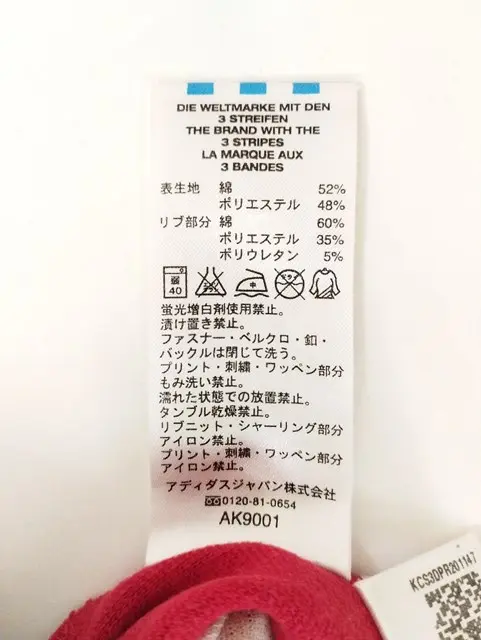 DIE WELTMARKE MIT DEN
3 STREIFEN
THE BRAND WITH THE
3 STRIPES
LA MARQUE AUX
3 BANDES
表生地 綿 52%
ポリエステル 48%
リブ部分 綿 60%
ポリエステル 35%
ポリウレタン 5%
弱
40
蛍光増白剤使用禁止。
漬け置き禁止。
ファスナー・ベルクロ・釦・
バックルは閉じて洗う。
プリント・刺繍・ワッペン部分
もみ洗い禁止。
濡れた状態での放置禁止。
タンブル乾燥禁止。
リブニット・シャーリング部分
アイロン禁止。
プリント・刺繍・ワッペン部分
アイロン禁止。
アディダスジャパン株式会社
0120-81-0654
AK9001
KCS3DPR201147